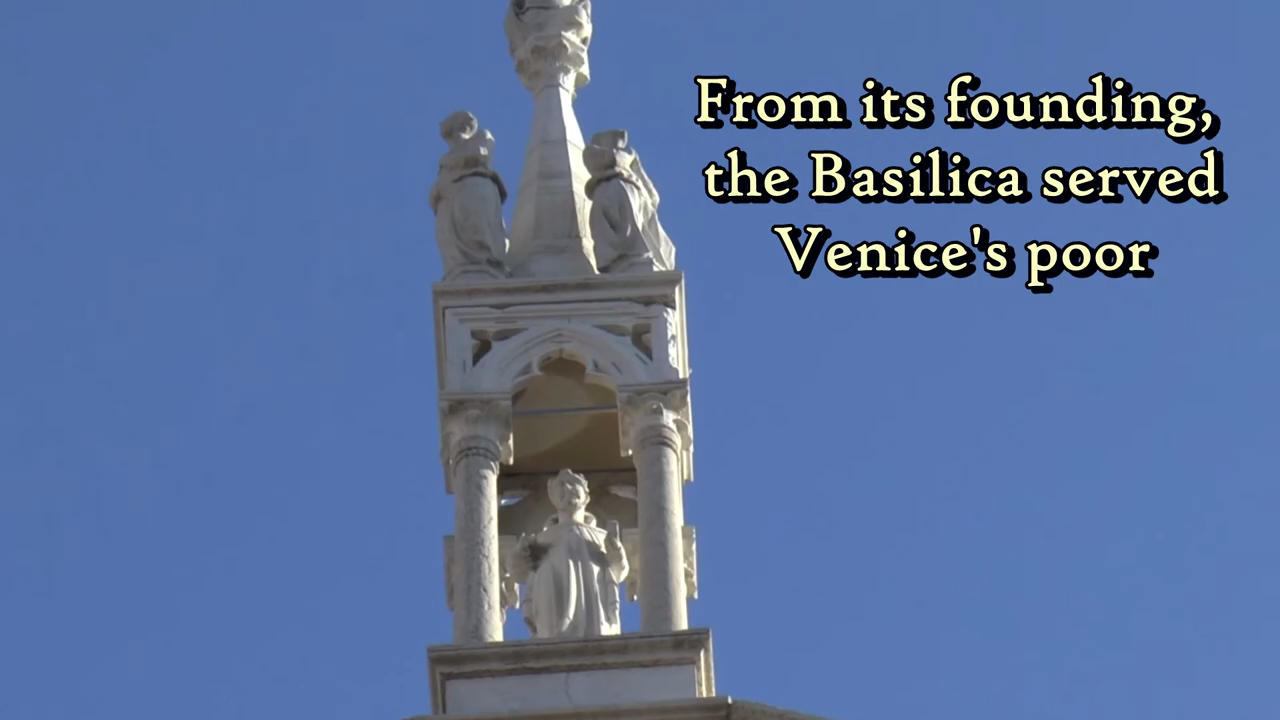 From its founding,
the Basilica served
Venice's poor